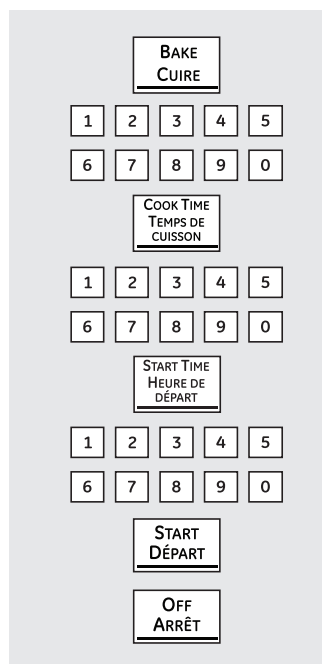 BAKE
CUIRE
1 2 3 4 5
6 7 8 9 0
COOK TIME
TEMPS DE
CUISSON
1 2 3 4 5
6 7 8 9 0
START TIME
HEURE DE
DÉPART
1 2 3 4 5
6 7 8 9 0
START
DÉPART
OFF
ARRÊT